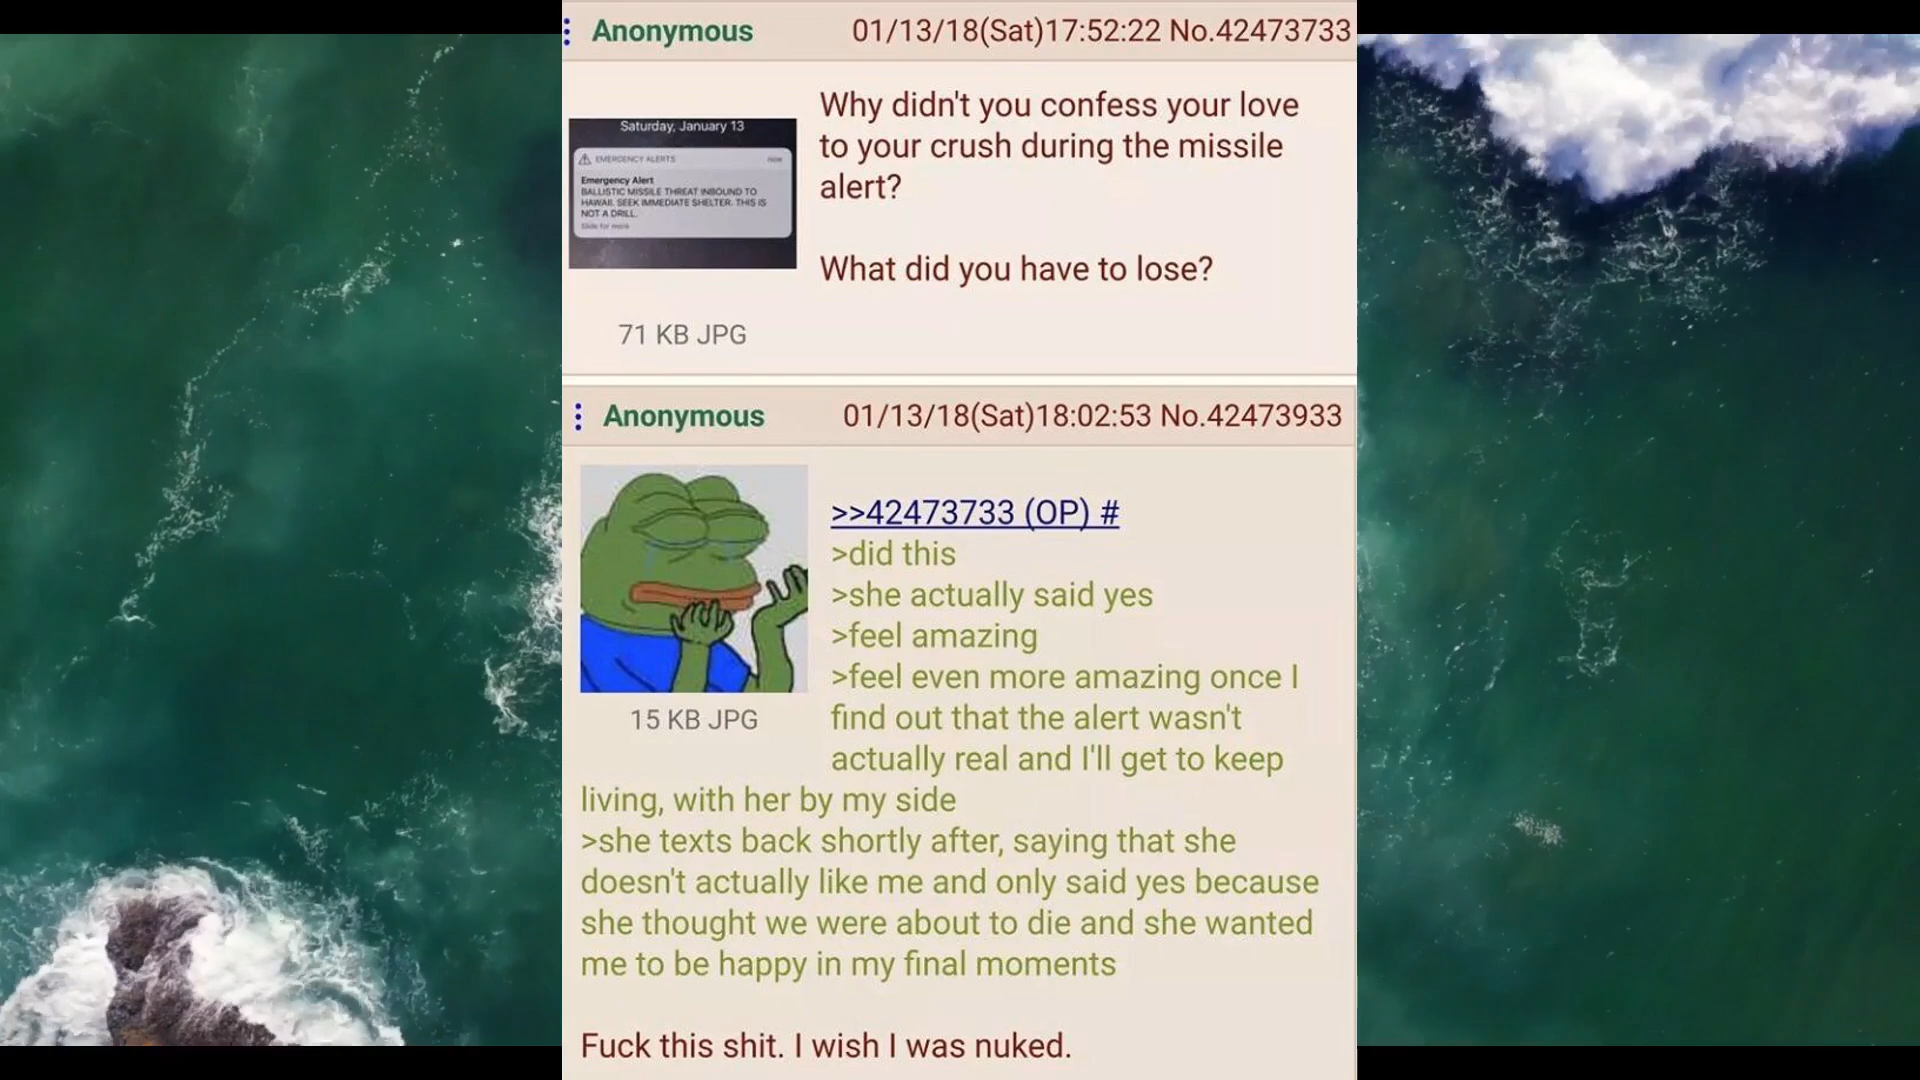 Anonymous 01/13/18(Sat)17:52:22 No.42473733
Saturday, January 13
EMERGENCY ALERTS now
Emergency Alert
BALLISTIC MISSILE THREAT INBOUND TO
HAWAII. SEEK IMMEDIATE SHELTER. THIS IS
NOT A DRILL.
Slide for more
71 KB JPG
Why didn't you confess your love
to your crush during the missile
alert?
What did you have to lose?
Anonymous 01/13/18(Sat)18:02:53 No.42473933
15 KB JPG
>>42473733 (OP) #
>did this
>she actually said yes
>feel amazing
>feel even more amazing once I
find out that the alert wasn't
actually real and I'll get to keep
living, with her by my side
>she texts back shortly after, saying that she
doesn't actually like me and only said yes because
she thought we were about to die and she wanted
me to be happy in my final moments
Fuck this shit. I wish I was nuked.